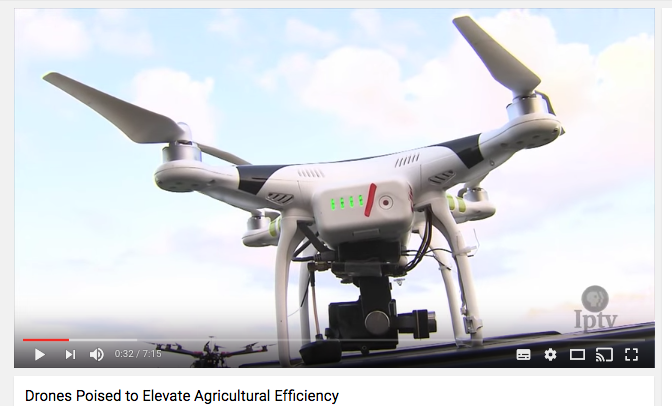 Iptv
0:32 / 7:15
Drones Poised to Elevate Agricultural Efficiency